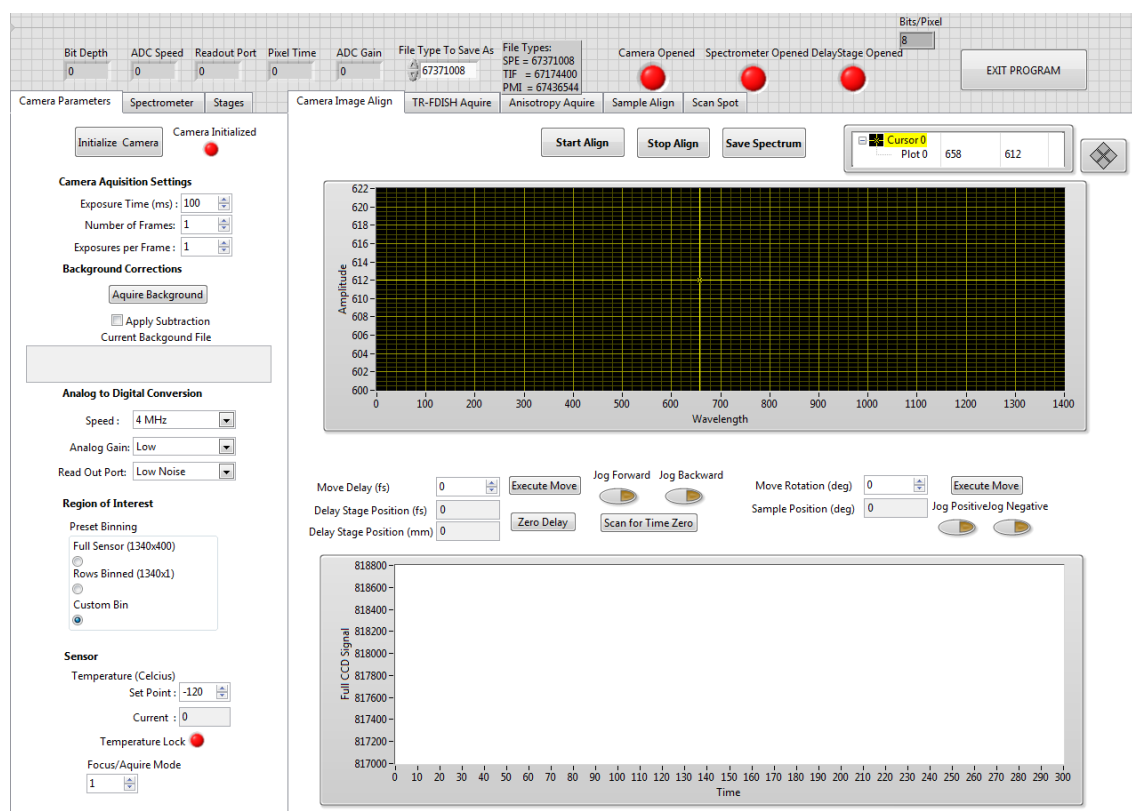 Bits/Pixel
8
Bit Depth ADC Speed Readout Port Pixel Time ADC Gain File Type To Save As File Types: Camera Opened Spectrometer Opened DelayStage Opened
0 0 0 0 0 67371008 SPE = 67371008
TIF = 67174400
PMI = 67436544
EXIT PROGRAM
Camera Parameters Spectrometer Stages
Camera Image Align TR-FDISH Aquire Anisotropy Aquire Sample Align Scan Spot
Initialize Camera Camera Initialized
Camera Aquisition Settings
Exposure Time (ms) : 100
Number of Frames: 1
Exposures per Frame : 1
Background Corrections
Aquire Background
Apply Subtraction
Current Backgound File
Analog to Digital Conversion
Speed : 4 MHz
Analog Gain: Low
Read Out Port: Low Noise
Region of Interest
Preset Binning
Full Sensor (1340x400)
Rows Binned (1340x1)
Custom Bin
Sensor
Temperature (Celcius)
Set Point : -120
Current : 0
Temperature Lock
Focus/Aquire Mode
1
Start Align Stop Align Save Spectrum
Cursor 0
Plot 0 658 612
Amplitude
622
620
618
616
614
612
610
608
606
604
602
600
0 100 200 300 400 500 600 700 800 900 1000 1100 1200 1300 1400
Wavelength
Move Delay (fs) 0 Execute Move Jog Forward Jog Backward
Delay Stage Position (fs) 0
Delay Stage Position (mm) 0 Zero Delay Scan for Time Zero
Move Rotation (deg) 0 Execute Move
Sample Position (deg) 0 Jog Positive Jog Negative
Full CCD Signal
818800
818600
818400
818200
818000
817800
817600
817400
817200
817000
0 10 20 30 40 50 60 70 80 90 100 110 120 130 140 150 160 170 180 190 200 210 220 230 240 250 260 270 280 290 300
Time